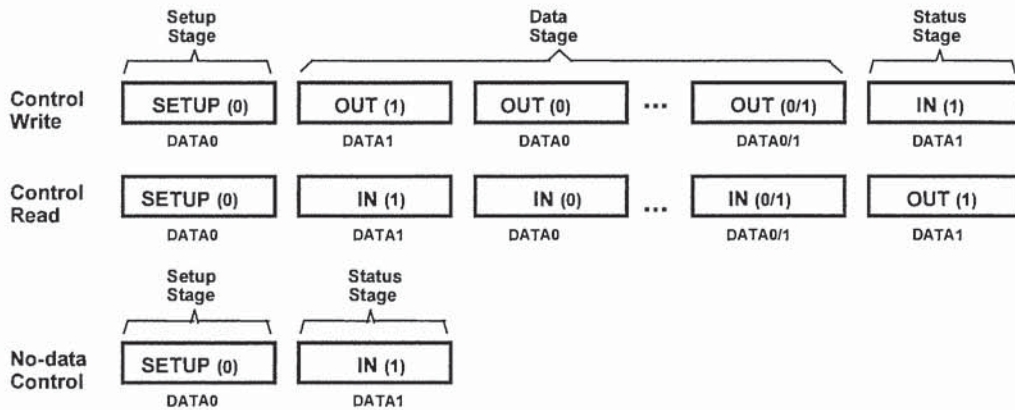 Setup Data Status
Stage Stage Stage
Control SETUP (0) OUT (1) OUT (0) ... OUT (0/1) IN (1)
Write
DATA0 DATA1 DATA0 DATA0/1 DATA1
Control
Read SETUP (0) IN (1) IN (0) ... IN (0/1) OUT (1)
DATA0 DATA1 DATA0 DATA0/1 DATA1
Setup Status
Stage Stage
No-data SETUP (0) IN (1)
Control
DATA0 DATA1